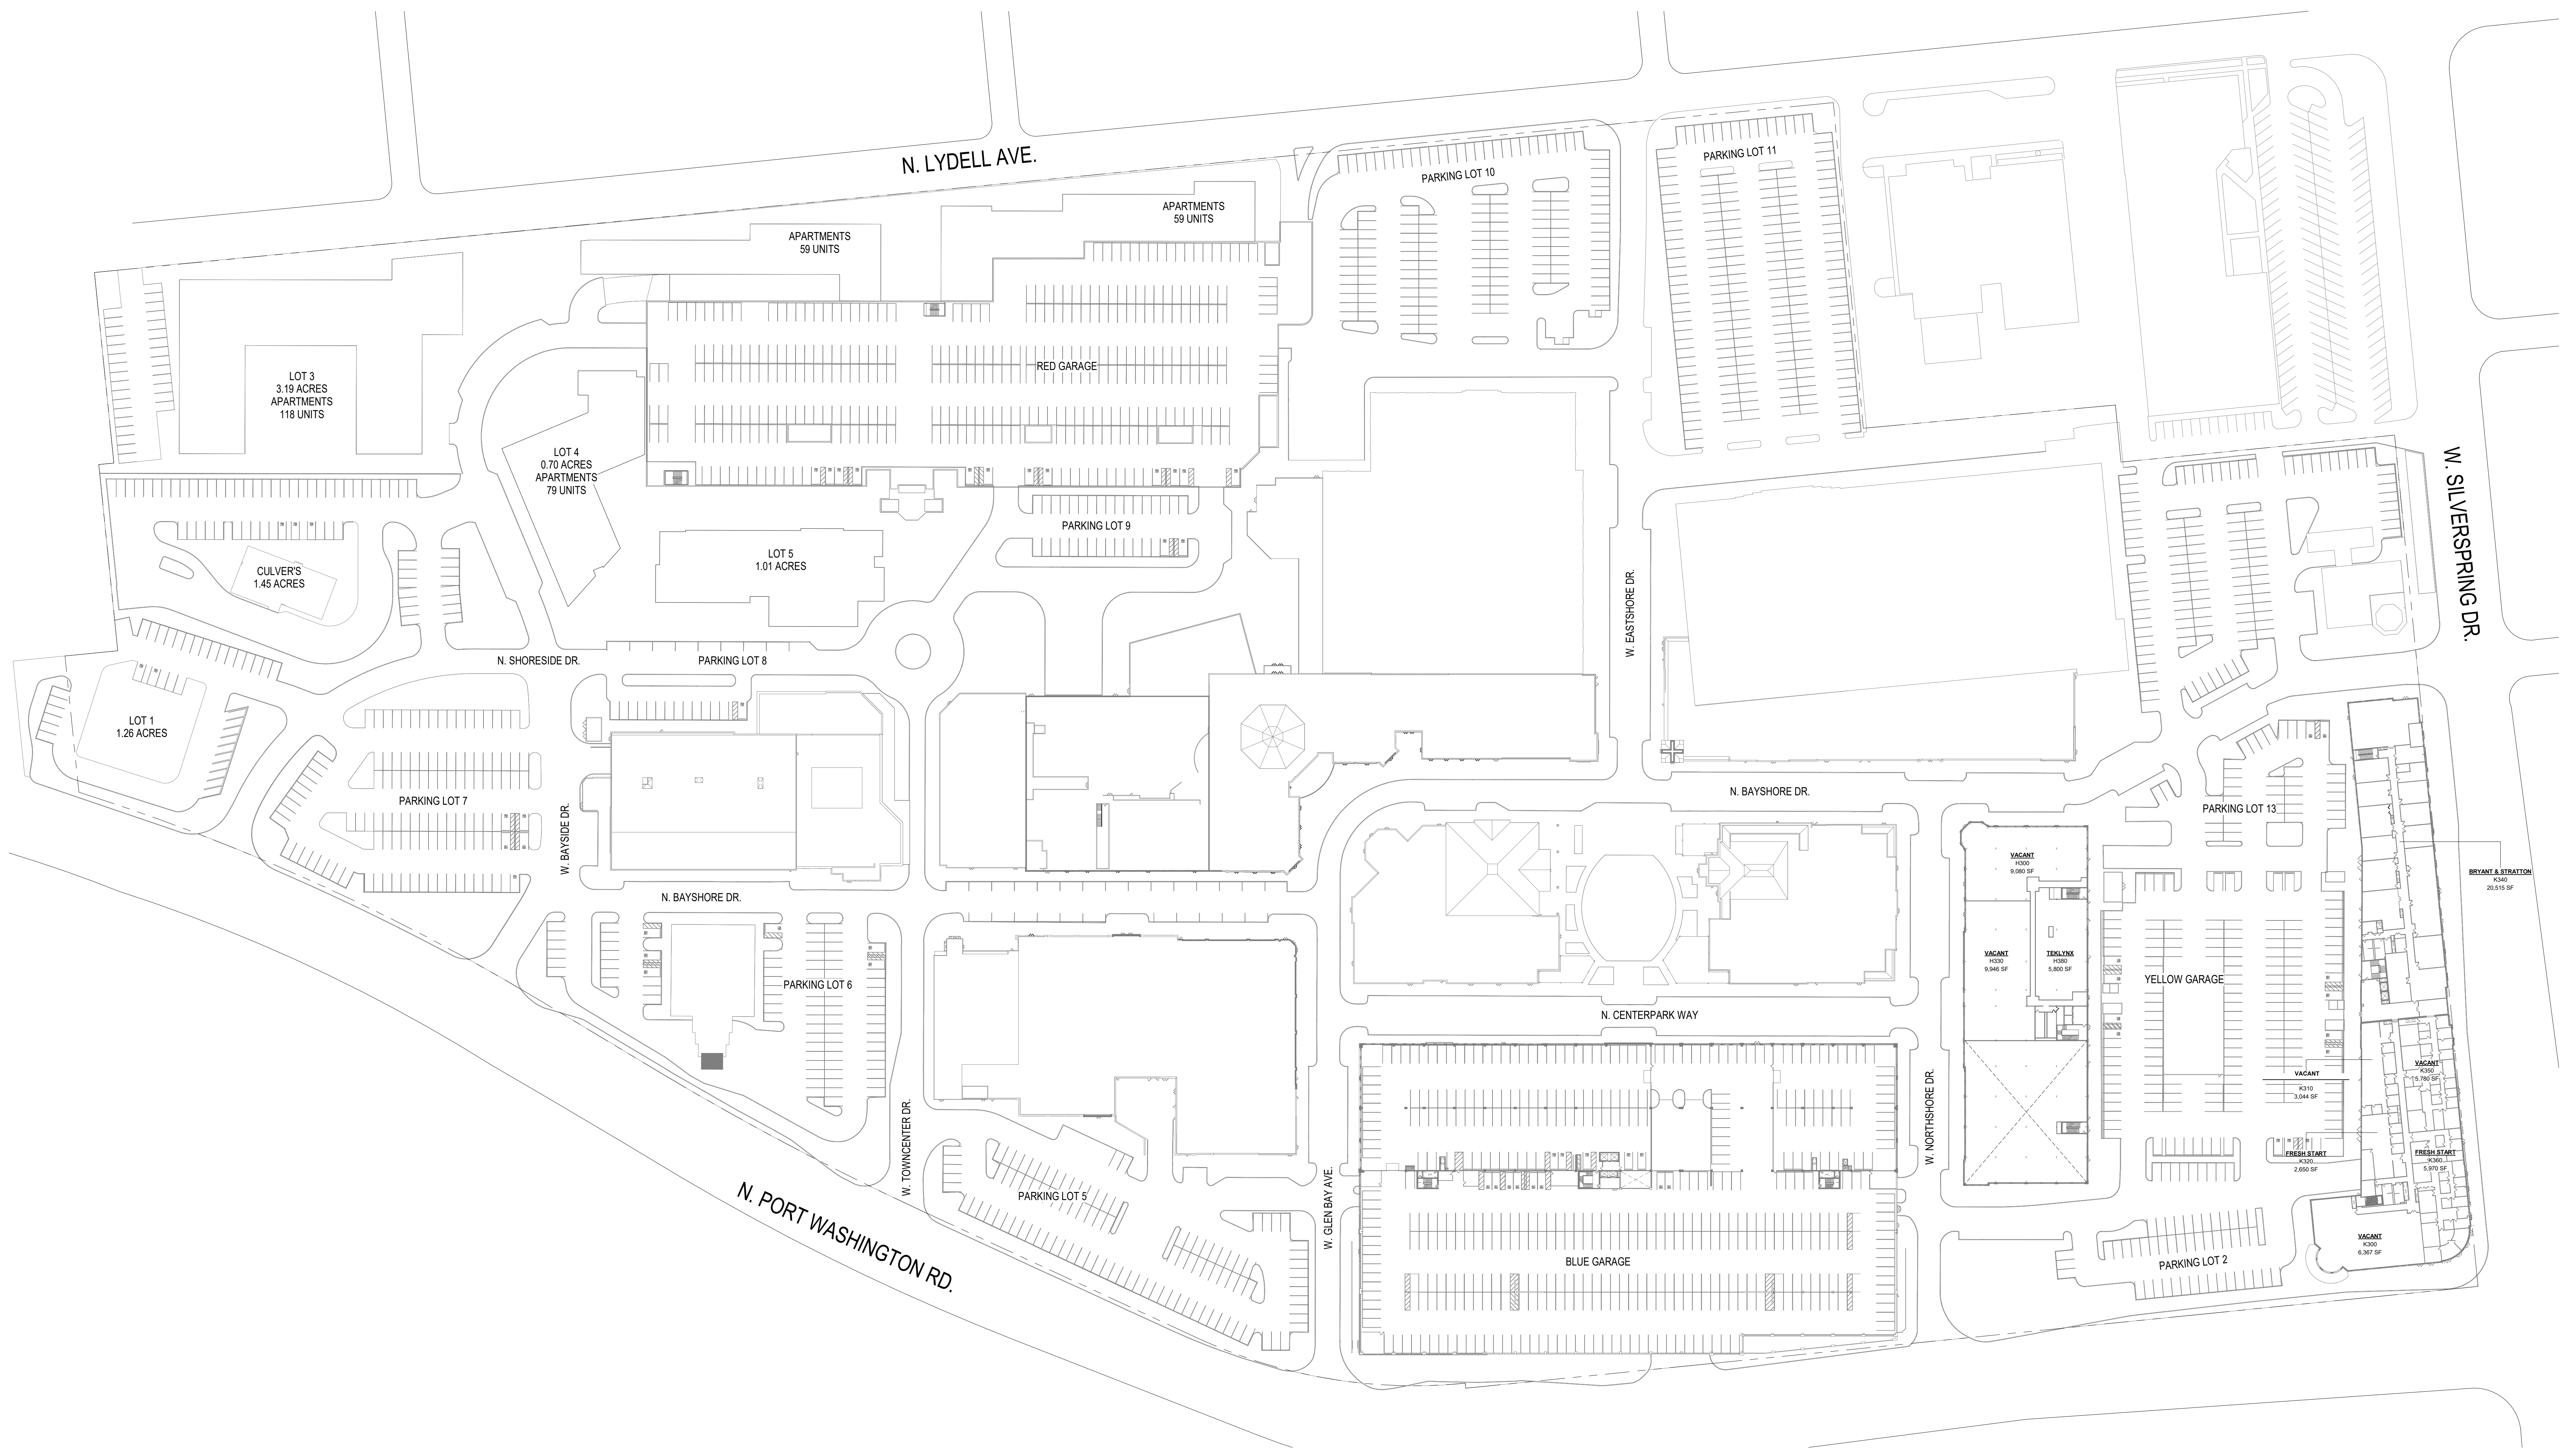 N. LYDELL AVE.
PARKING LOT 11
PARKING LOT 10
APARTMENTS
59 UNITS
APARTMENTS
59 UNITS
RED GARAGE
LOT 3
3.19 ACRES
APARTMENTS
118 UNITS
LOT 4
0.70 ACRES
APARTMENTS
79 UNITS
PARKING LOT 9
LOT 5
1.01 ACRES
CULVER'S
1.45 ACRES
W. SILVERSPRING DR.
W. EASTSHORE DR.
N. SHORESIDE DR.
PARKING LOT 8
LOT 1
1.26 ACRES
PARKING LOT 7
W. BAYSIDE DR.
N. BAYSHORE DR.
N. BAYSHORE DR.
PARKING LOT 13
VACANT
H300
9,080 SF
BRYANT & STRATTON
K340
20,515 SF
VACANT
H330
9,946 SF
TEKLYNX
H380
5,800 SF
YELLOW GARAGE
PARKING LOT 6
N. CENTERPARK WAY
VACANT
K350
5,780 SF
VACANT
K310
3,044 SF
W. NORTHSHORE DR.
W. TOWNCENTER DR.
FRESH START
K320
2,650 SF
FRESH START
K360
5,970 SF
PARKING LOT 5
W. GLEN BAY AVE.
N. PORT WASHINGTON RD.
BLUE GARAGE
VACANT
K300
6,367 SF
PARKING LOT 2